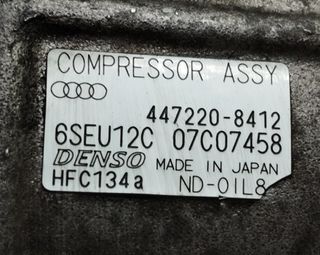 COMPRESSOR ASSY
447220-8412
6SEU12C 07C07458
DENSO MADE IN JAPAN
HFC134a ND-OIL8